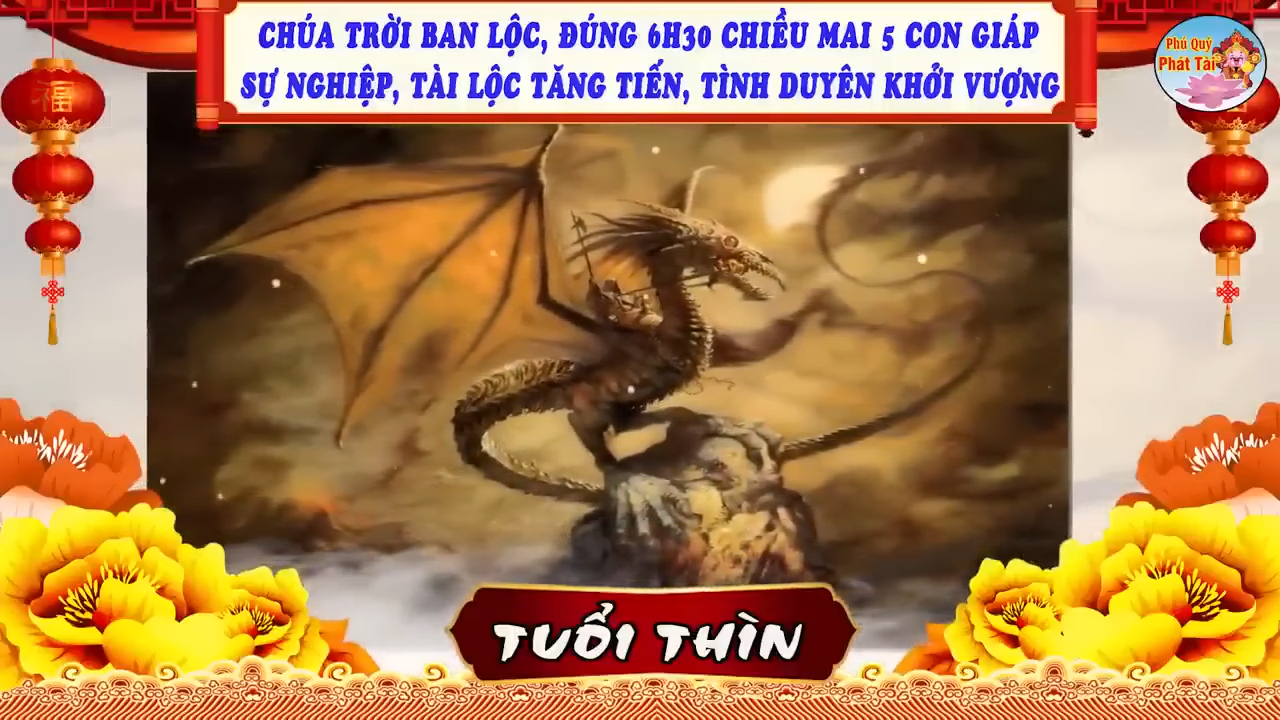 CHÚA TRỜI BAN LỘC, ĐÚNG 6H30 CHIỀU MAI 5 CON GIÁP
SỰ NGHIỆP, TÀI LỘC TĂNG TIẾN, TÌNH DUYÊN KHỞI VƯỢNG
Phú Quý
Phát Tài
福
TUỔI THÌN